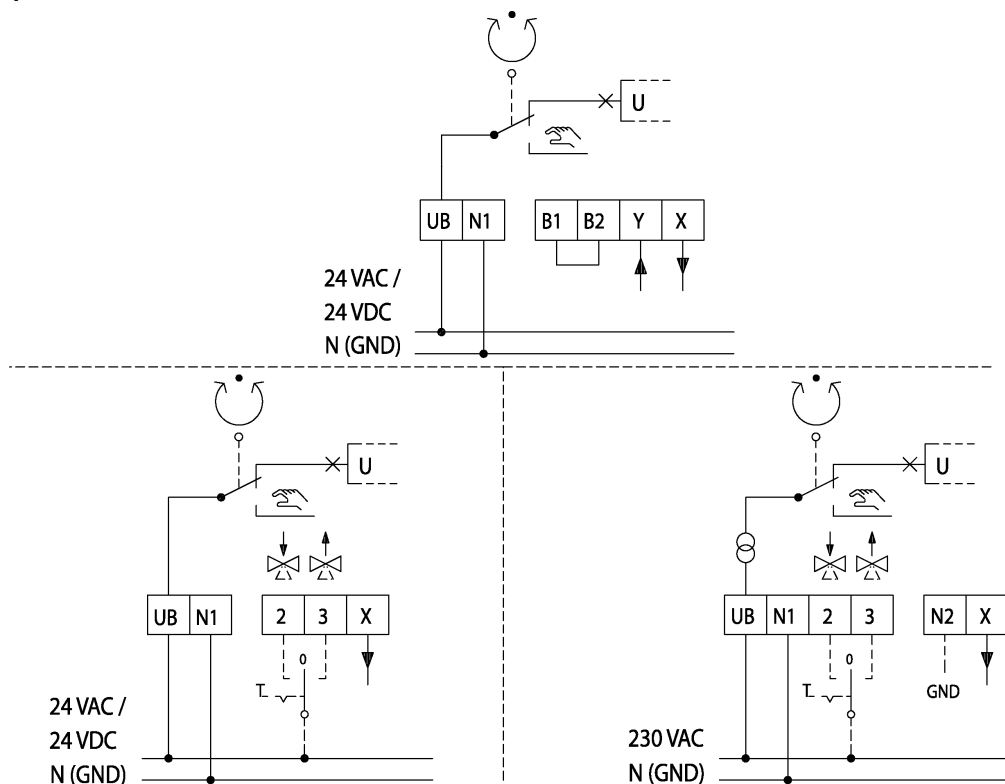 U
UB N1 B1 B2 Y X
24 VAC /
24 VDC
N (GND)
U
UB N1 2 3 X
0
T
24 VAC /
24 VDC
N (GND)
U
UB N1 2 3 N2 X
0
T
GND
230 VAC
N (GND)